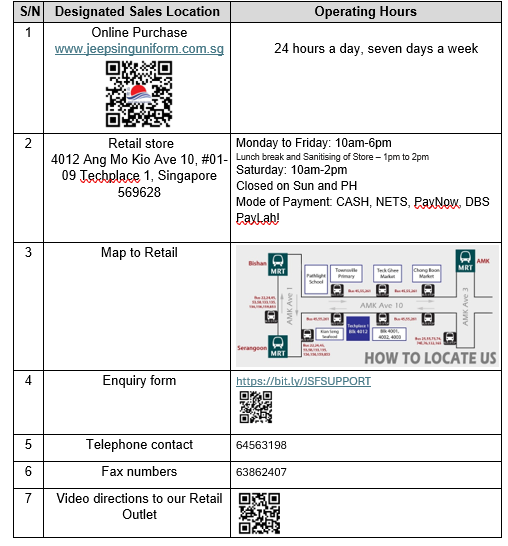 S/N Designated Sales Location Operating Hours
1 Online Purchase
www.jeepsinguniform.com.sg
24 hours a day, seven days a week
2 Retail store
4012 Ang Mo Kio Ave 10, #01-
09 Techplace 1, Singapore
569628
Monday to Friday: 10am-6pm
Lunch break and Sanitising of Store – 1pm to 2pm
Saturday: 10am-2pm
Closed on Sun and PH
Mode of Payment: CASH, NETS, PayNow, DBS
PayLah!
3 Map to Retail
Bishan
MRT
Pathlight
School
Townsville
Primary
Teck Ghee
Market
Chong Boon
Market
MRT
AMK
AMK Ave 1
AMK Ave 10
AMK Ave 3
Serangoon
MRT
Techplace 1
Blk 4012
Blk 4001,
4002, 4003
HOW TO LOCATE US
4 Enquiry form
https://bit.ly/JSFSUPPORT
5 Telephone contact 64563198
6 Fax numbers 63862407
7 Video directions to our Retail
Outlet